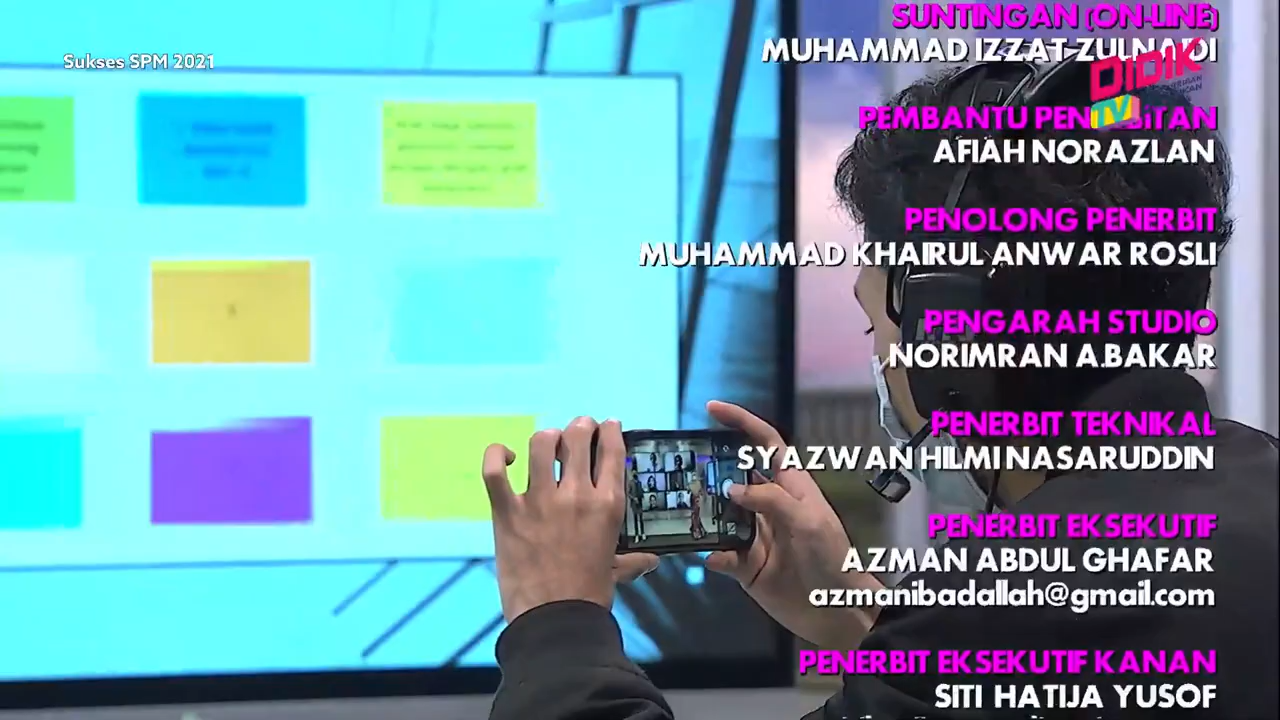 Sukses SPM 2021
SUNTINGAN (ON-LINE)
MUHAMMAD IZZAT ZULNAIDI
DIDIK
TV
PEMBANTU PENERBITAN
AFIAH NORAZLAN
PENOLONG PENERBIT
MUHAMMAD KHAIRUL ANWAR ROSLI
PENGARAH STUDIO
NORIMRAN A.BAKAR
PENERBIT TEKNIKAL
SYAZWAN HILMI NASARUDDIN
PENERBIT EKSEKUTIF
AZMAN ABDUL GHAFAR
azmanibadallah@gmail.com
PENERBIT EKSEKUTIF KANAN
SITI HATIJA YUSOF